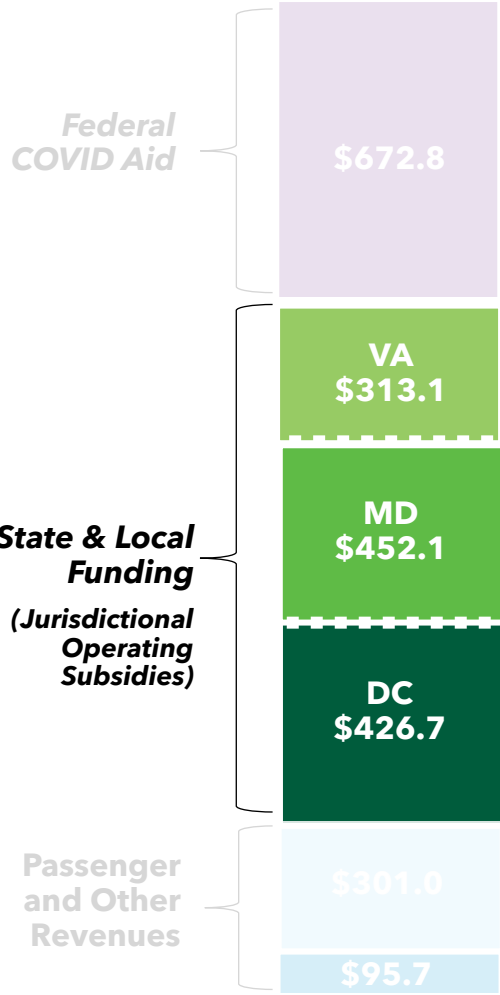 Federal
COVID Aid
$672.8
VA
$313.1
MD
$452.1
State & Local
Funding
(Jurisdictional
Operating
Subsidies)
DC
$426.7
Passenger
and Other
Revenues
$301.0
$95.7